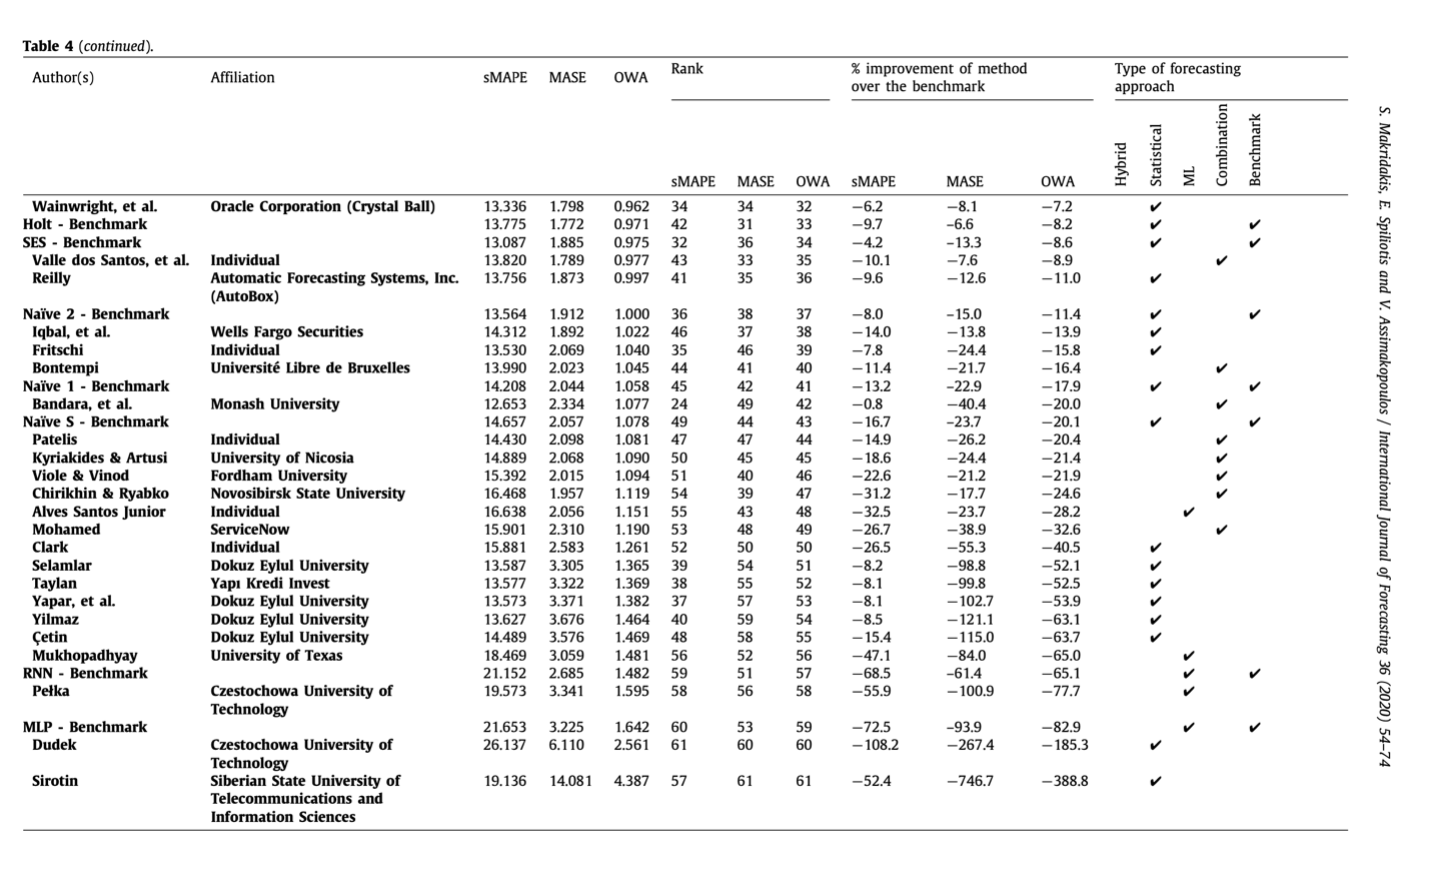 Table 4 (continued).
Author(s) Affiliation sMAPE MASE OWA Rank % improvement of method over the benchmark Type of forecasting approach
sMAPE MASE OWA sMAPE MASE OWA Hybrid Statistical ML Combination Benchmark
Wainwright, et al. Oracle Corporation (Crystal Ball) 13.336 1.798 0.962 34 34 32 −6.2 −8.1 −7.2 ✔
Holt - Benchmark 13.775 1.772 0.971 42 31 33 −9.7 -6.6 −8.2 ✔ ✔
SES - Benchmark 13.087 1.885 0.975 32 36 34 −4.2 -13.3 −8.6 ✔ ✔
Valle dos Santos, et al. Individual 13.820 1.789 0.977 43 33 35 −10.1 −7.6 −8.9 ✔
Reilly Automatic Forecasting Systems, Inc. 13.756 1.873 0.997 41 35 36 −9.6 −12.6 −11.0 ✔
(AutoBox)
Naïve 2 - Benchmark 13.564 1.912 1.000 36 38 37 −8.0 -15.0 −11.4 ✔ ✔
Iqbal, et al. Wells Fargo Securities 14.312 1.892 1.022 46 37 38 −14.0 −13.8 −13.9 ✔
Fritschi Individual 13.530 2.069 1.040 35 46 39 −7.8 −24.4 −15.8 ✔
Bontempi Université Libre de Bruxelles 13.990 2.023 1.045 44 41 40 −11.4 −21.7 −16.4 ✔
Naïve 1 - Benchmark 14.208 2.044 1.058 45 42 41 −13.2 -22.9 −17.9 ✔ ✔
Bandara, et al. Monash University 12.653 2.334 1.077 24 49 42 −0.8 −40.4 −20.0 ✔
Naïve S - Benchmark 14.657 2.057 1.078 49 44 43 −16.7 -23.7 −20.1 ✔ ✔
Patelis Individual 14.430 2.098 1.081 47 47 44 −14.9 −26.2 −20.4 ✔
Kyriakides & Artusi University of Nicosia 14.889 2.068 1.090 50 45 45 −18.6 −24.4 −21.4 ✔
Viole & Vinod Fordham University 15.392 2.015 1.094 51 40 46 −22.6 −21.2 −21.9 ✔
Chirikhin & Ryabko Novosibirsk State University 16.468 1.957 1.119 54 39 47 −31.2 −17.7 −24.6 ✔
Alves Santos Junior Individual 16.638 2.056 1.151 55 43 48 −32.5 −23.7 −28.2 ✔
Mohamed ServiceNow 15.901 2.310 1.190 53 48 49 −26.7 −38.9 −32.6 ✔
Clark Individual 15.881 2.583 1.261 52 50 50 −26.5 −55.3 −40.5 ✔
Selamlar Dokuz Eylul University 13.587 3.305 1.365 39 54 51 −8.2 −98.8 −52.1 ✔
Taylan Yapı Kredi Invest 13.577 3.322 1.369 38 55 52 −8.1 −99.8 −52.5 ✔
Yapar, et al. Dokuz Eylul University 13.573 3.371 1.382 37 57 53 −8.1 −102.7 −53.9 ✔
Yilmaz Dokuz Eylul University 13.627 3.676 1.464 40 59 54 −8.5 −121.1 −63.1 ✔
Çetin Dokuz Eylul University 14.489 3.576 1.469 48 58 55 −15.4 −115.0 −63.7 ✔
Mukhopadhyay University of Texas 18.469 3.059 1.481 56 52 56 −47.1 −84.0 −65.0 ✔
RNN - Benchmark 21.152 2.685 1.482 59 51 57 −68.5 -61.4 −65.1 ✔ ✔
Pełka Czestochowa University of 19.573 3.341 1.595 58 56 58 −55.9 −100.9 −77.7 ✔
Technology
MLP - Benchmark 21.653 3.225 1.642 60 53 59 −72.5 -93.9 −82.9 ✔ ✔
Dudek Czestochowa University of 26.137 6.110 2.561 61 60 60 −108.2 −267.4 −185.3 ✔
Technology
Sirotin Siberian State University of 19.136 14.081 4.387 57 61 61 −52.4 −746.7 −388.8 ✔
Telecommunications and
Information Sciences
S. Makridakis, E. Spiliotis and V. Assimakopoulos / International Journal of Forecasting 36 (2020) 54–74